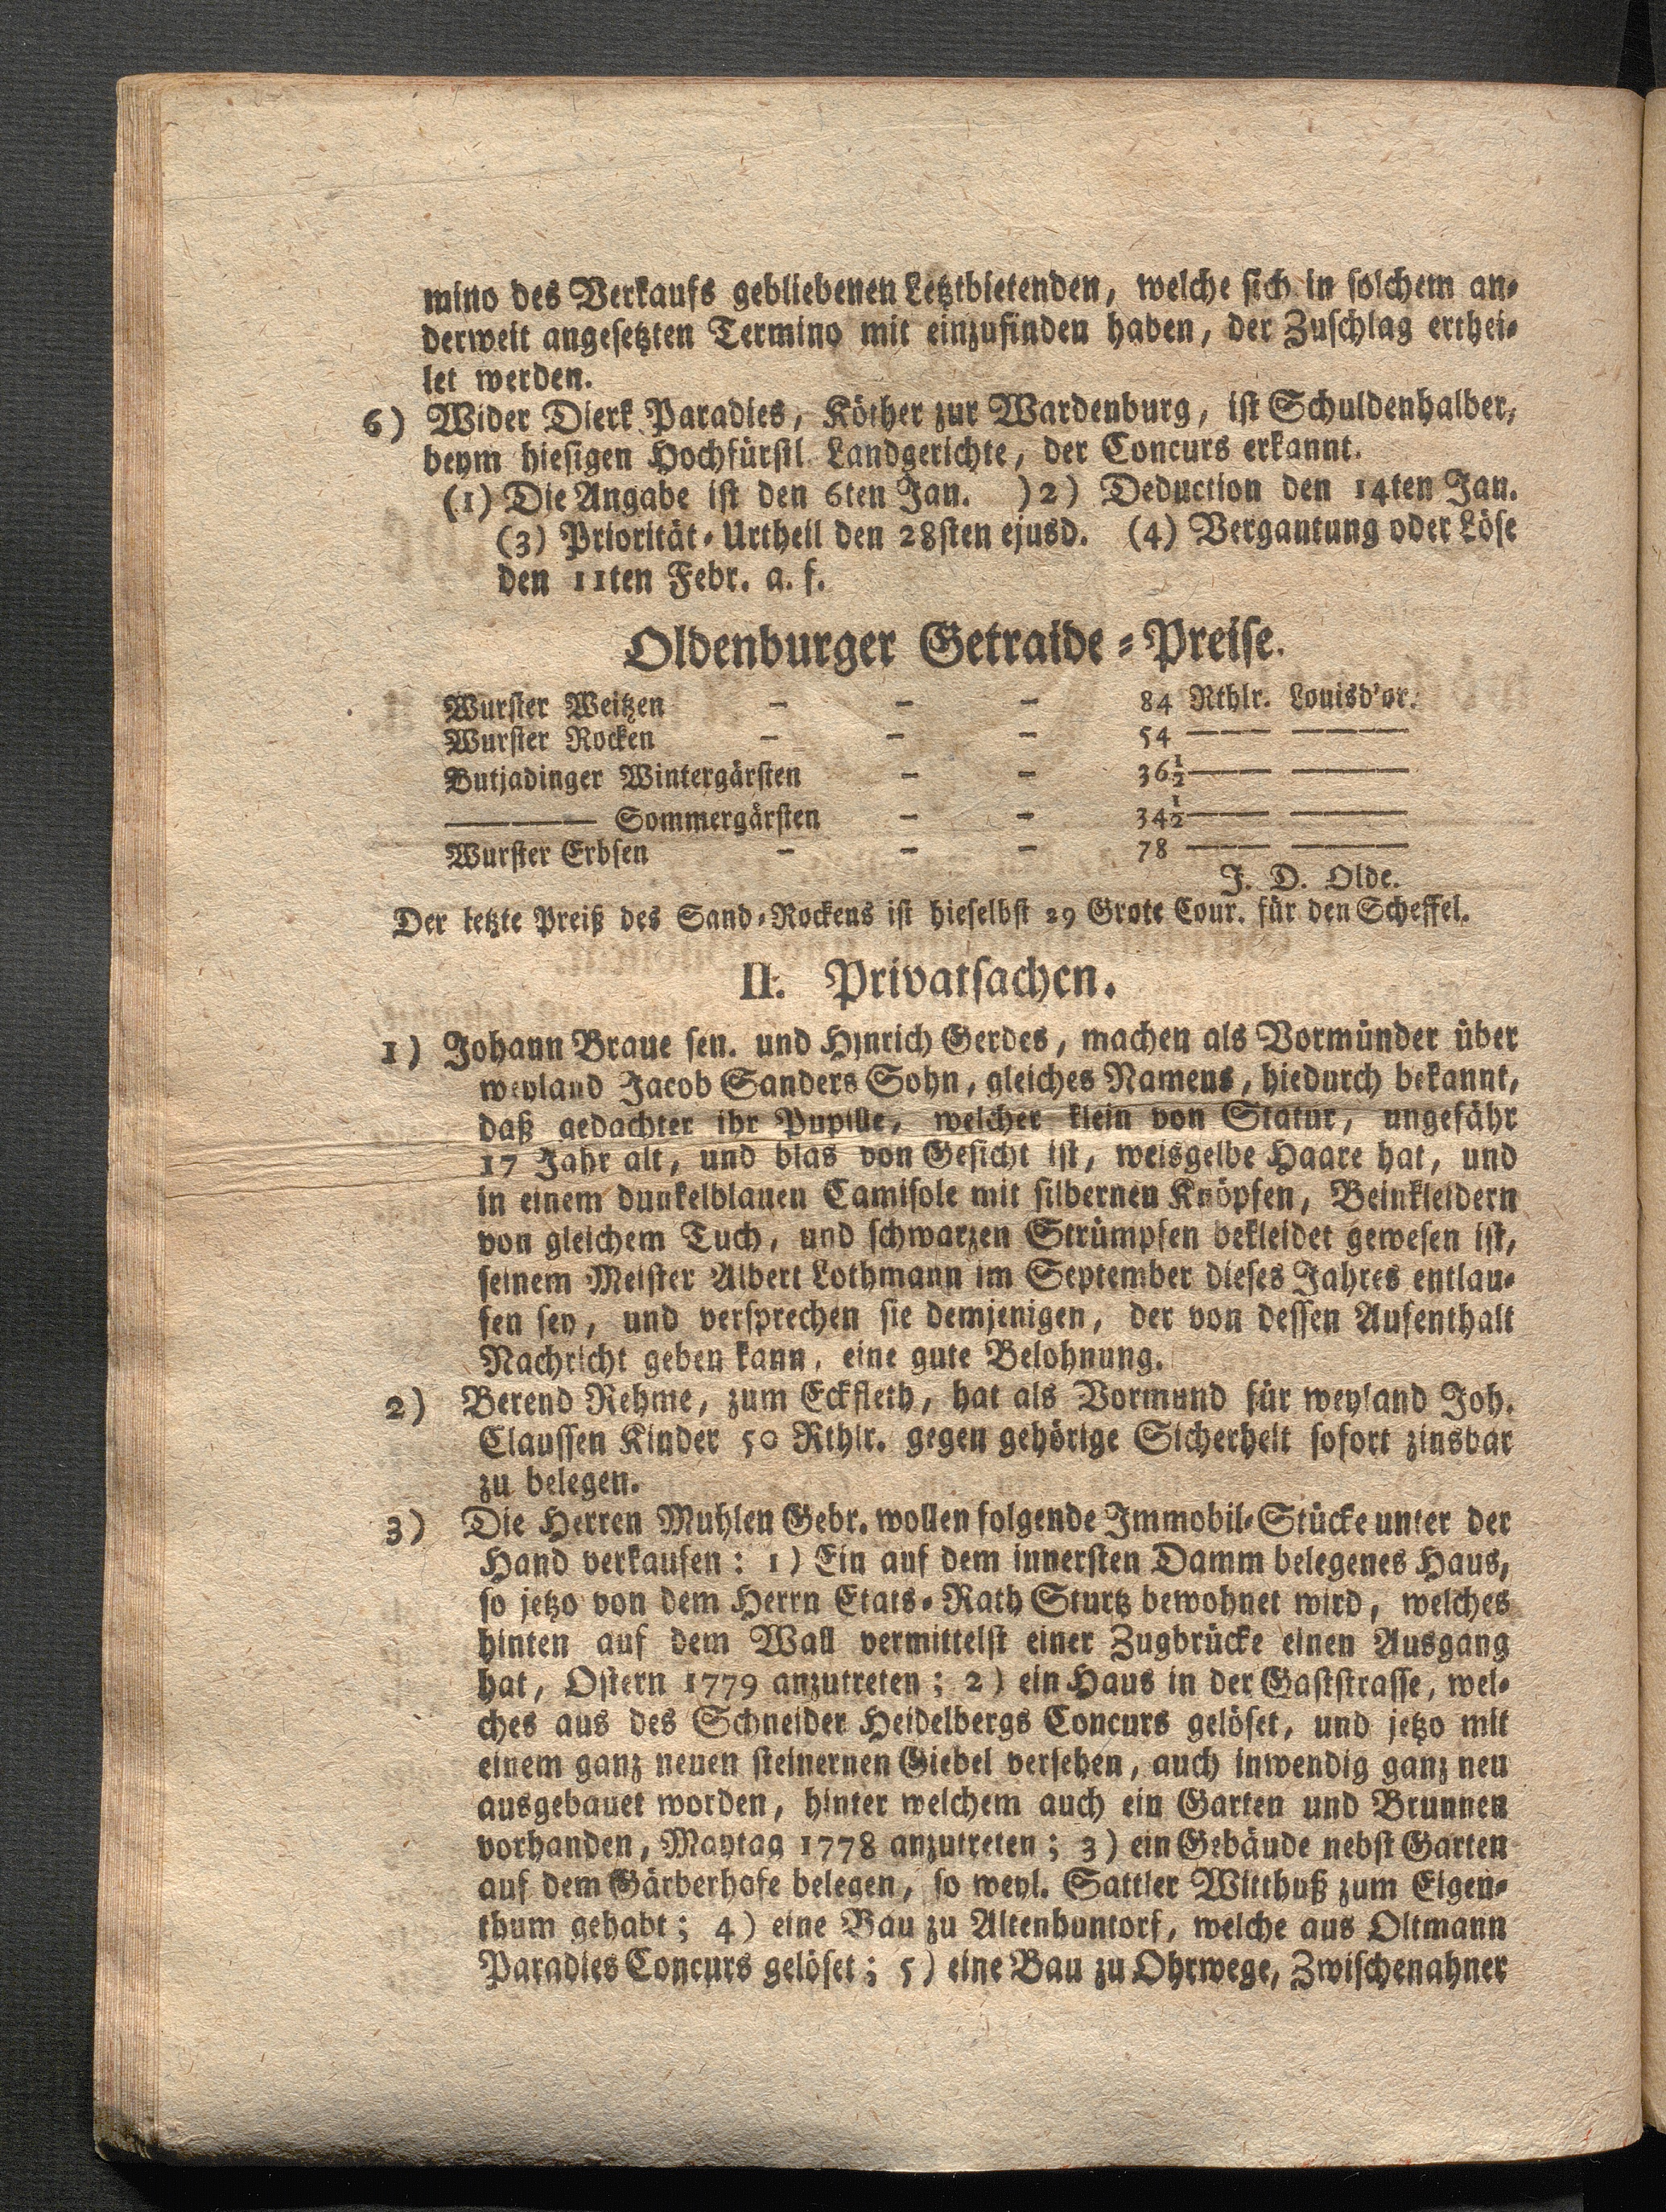 mino des Verkaufs gebliebenen Letztbietenden, welche sich in solchem an-
derweit angesetzten Termino mit einzufinden haben, der Zuschlag erthei-
let werden.
6) Wider Dierk Paradies, Köther zur Wardenburg, ist Schuldenhalber,
beym hiesigen Hochfürstl. Landgerichte, der Concurs erkannt.
(1) Die Angabe ist den 6ten Jan. )2) Deduction den 14ten Jan.
(3) Priorität-Urtheil den 28sten ejusd. (4) Vergantung oder Löse
den 11ten Febr. a. f.
Oldenburger Getraide-Preise.
Wurster Weitzen - - - 84 Rthlr. Louisd'or.
Wurster Rocken - - - 54 —— ——
Butjadinger Wintergärsten - - 36½ —— ——
———— Sommergärsten - - 34½ —— ——
Wurster Erbsen - - - 78 —— ——
J. D. Olde.
Der letzte Preiß des Sand-Rockens ist hieselbst 29 Grote Cour. für den Scheffel.
II. Privatsachen.
1) Johann Braue sen. und Hinrich Gerdes, machen als Vormünder über
weyland Jacob Sanders Sohn, gleiches Namens, hiedurch bekannt,
daß gedachter ihr Pupille, welcher klein von Statur, ungefähr
17 Jahr alt, und blas von Gesicht ist, weisgelbe Haare hat, und
in einem dunkelblauen Camisole mit silbernen Knöpfen, Beinkleidern
von gleichem Tuch, und schwarzen Strümpfen bekleidet gewesen ist,
seinem Meister Albert Lothmann im September dieses Jahres entlau-
fen sey, und versprechen sie demjenigen, der von dessen Aufenthalt
Nachricht geben kann, eine gute Belohnung.
2) Berend Rehme, zum Eckfleth, hat als Vormund für weyland Joh.
Claussen Kinder 50 Rthlr. gegen gehörige Sicherheit sofort zinsbar
zu belegen.
3) Die Herren Muhlen Gebr. wollen folgende Immobil-Stücke unter der
Hand verkaufen: 1) Ein auf dem innersten Damm belegenes Haus,
so jetzo von dem Herrn Etats-Rath Sturtz bewohnet wird, welches
hinten auf dem Wall vermittelst einer Zugbrücke einen Ausgang
hat, Ostern 1779 anzutreten; 2) ein Haus in der Gaststrasse, wel-
ches aus des Schneider Heidelbergs Concurs gelöset, und jetzo mit
einem ganz neuen steinernen Giebel versehen, auch inwendig ganz neu
ausgebauet worden, hinter welchem auch ein Garten und Brunnen
vorhanden, Maytag 1778 anzutreten; 3) ein Gebäude nebst Garten
auf dem Gärberhofe belegen, so weyl. Sattler Witthuß zum Eigen-
thum gehabt; 4) eine Bau zu Altenhuntorf, welche aus Oltmann
Paradies Concurs gelöset; 5) eine Bau zu Ohrwege, Zwischenahner